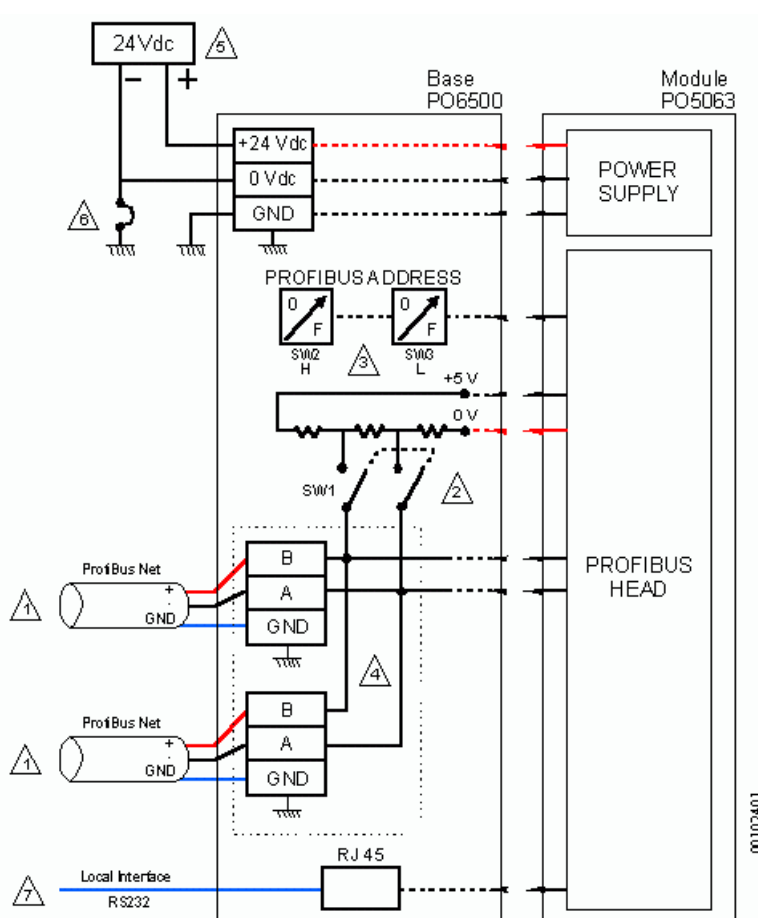 24Vdc
5
− +
Base
PO6500
Module
PO5063
+24 Vdc
0 Vdc
GND
POWER
SUPPLY
6
PROFIBUS ADDRESS
0
F
0
F
SW2
H
SW3
L
3
+5 V
0 V
SW1
2
ProfiBus Net
1
+
-
GND
B
A
GND
PROFIBUS
HEAD
4
ProfiBus Net
1
+
-
GND
B
A
GND
RJ 45
7
Local Interface
RS232
00102401